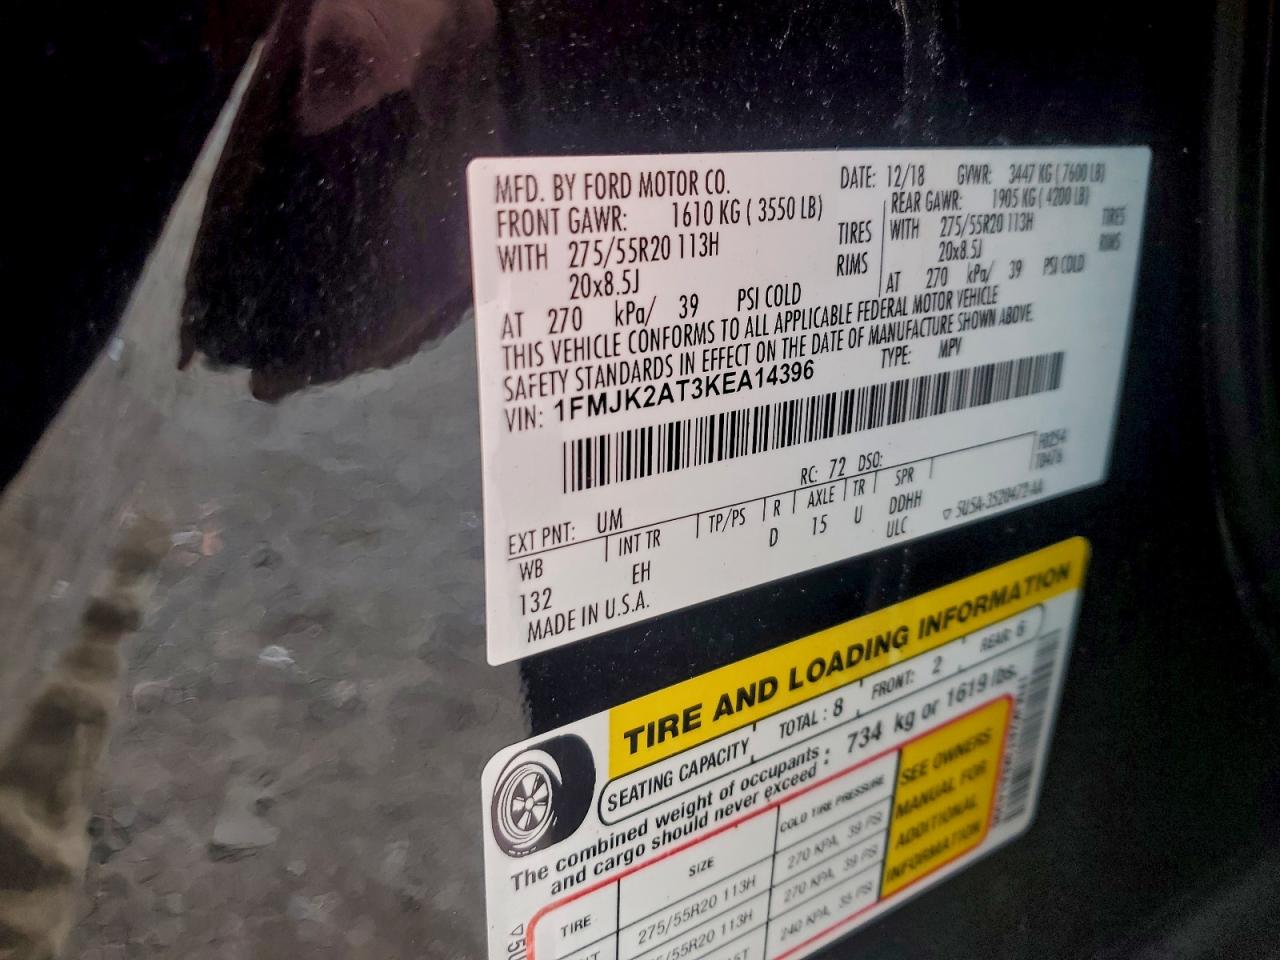 MFD. BY FORD MOTOR CO. DATE: 12/18 GVWR: 3447 KG ( 7600 LB)
FRONT GAWR: 1610 KG ( 3550 LB) REAR GAWR: 1905 KG ( 4200 LB)
WITH 275/55R20 113H TIRES WITH 275/55R20 113H TIRES
20x8.5J RIMS 20x8.5J RIMS
AT 270 kPa/ 39 PSI COLD AT 270 kPa/ 39 PSI COLD
THIS VEHICLE CONFORMS TO ALL APPLICABLE FEDERAL MOTOR VEHICLE
SAFETY STANDARDS IN EFFECT ON THE DATE OF MANUFACTURE SHOWN ABOVE.
VIN: 1FMJK2AT3KEA14396 TYPE: MPV
EXT PNT: UM RC: 72 DSO: F0254
WB INT TR TP/PS R AXLE TR SPR T0476
132 EH D 15 U DDHH
ULC ▽ 5U5A-3520472-AA
MADE IN U.S.A.
TIRE AND LOADING INFORMATION
SEATING CAPACITY TOTAL : 8 FRONT: 2 REAR: 6
The combined weight of occupants : 734 kg or 1619 lbs.
and cargo should never exceed :
TIRE SIZE COLD TIRE PRESSURE
275/55R20 113H 270 KPA, 39 PSI
55R20 113H 270 KPA, 39 PSI
240 KPA, 35 PSI
SEE OWNERS
MANUAL FOR
ADDITIONAL
INFORMATION